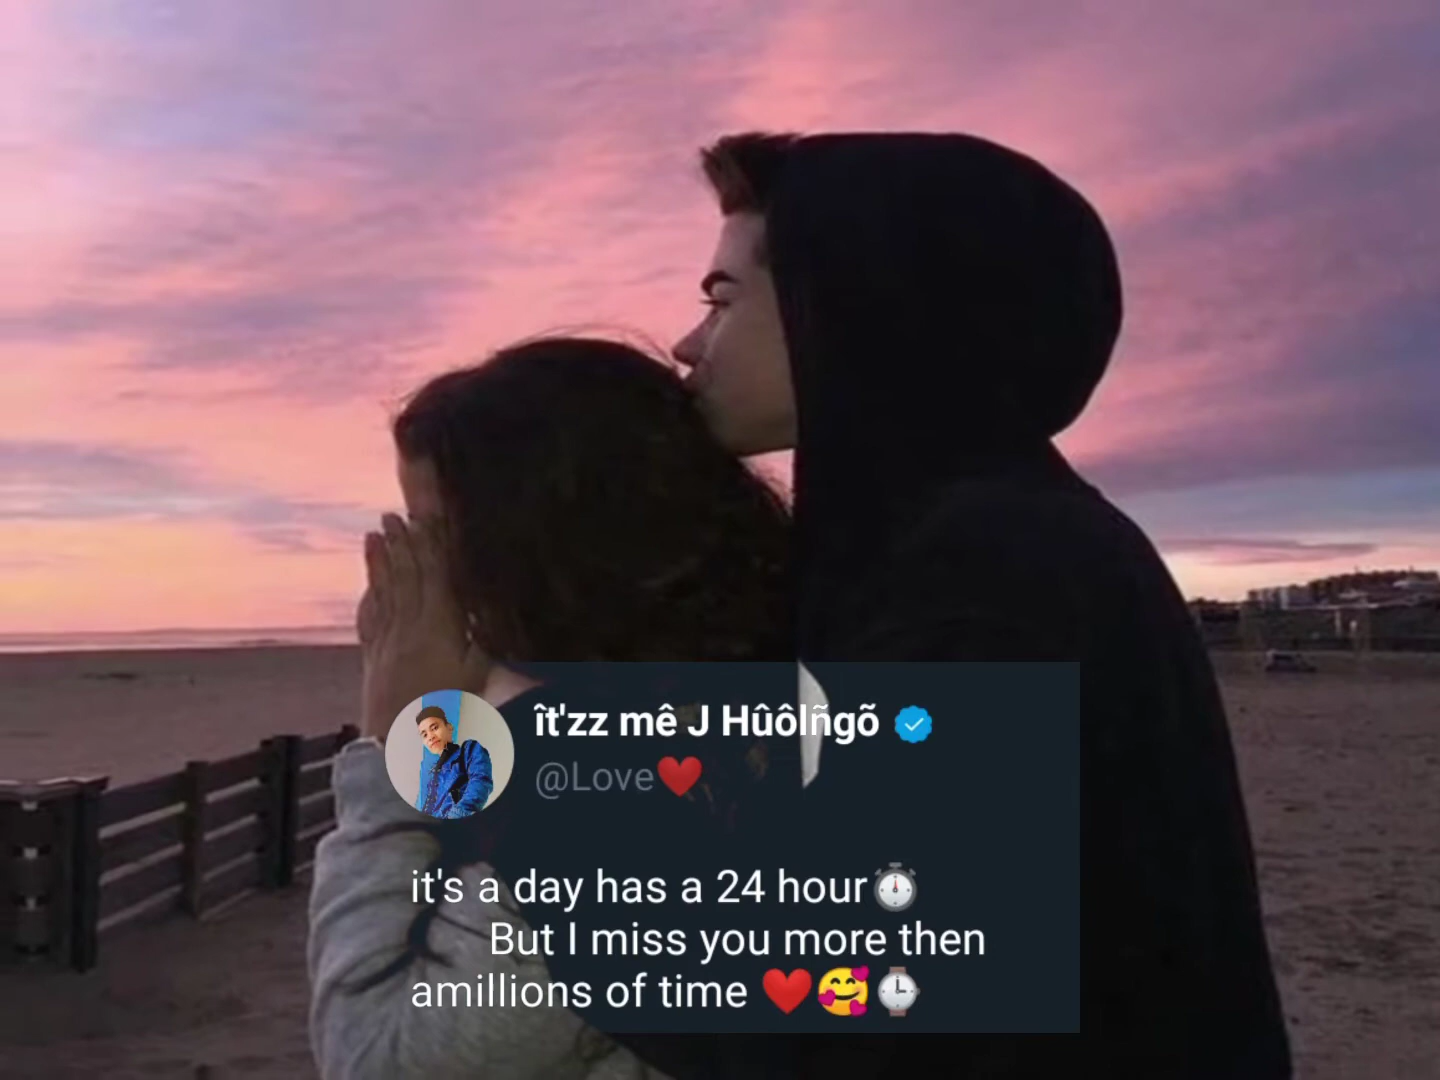 ît'zz mê J Hûôlñgõ
@Love❤️
it's a day has a 24 hour⏱️
But I miss you more then
amillions of time ❤️🥰⌚